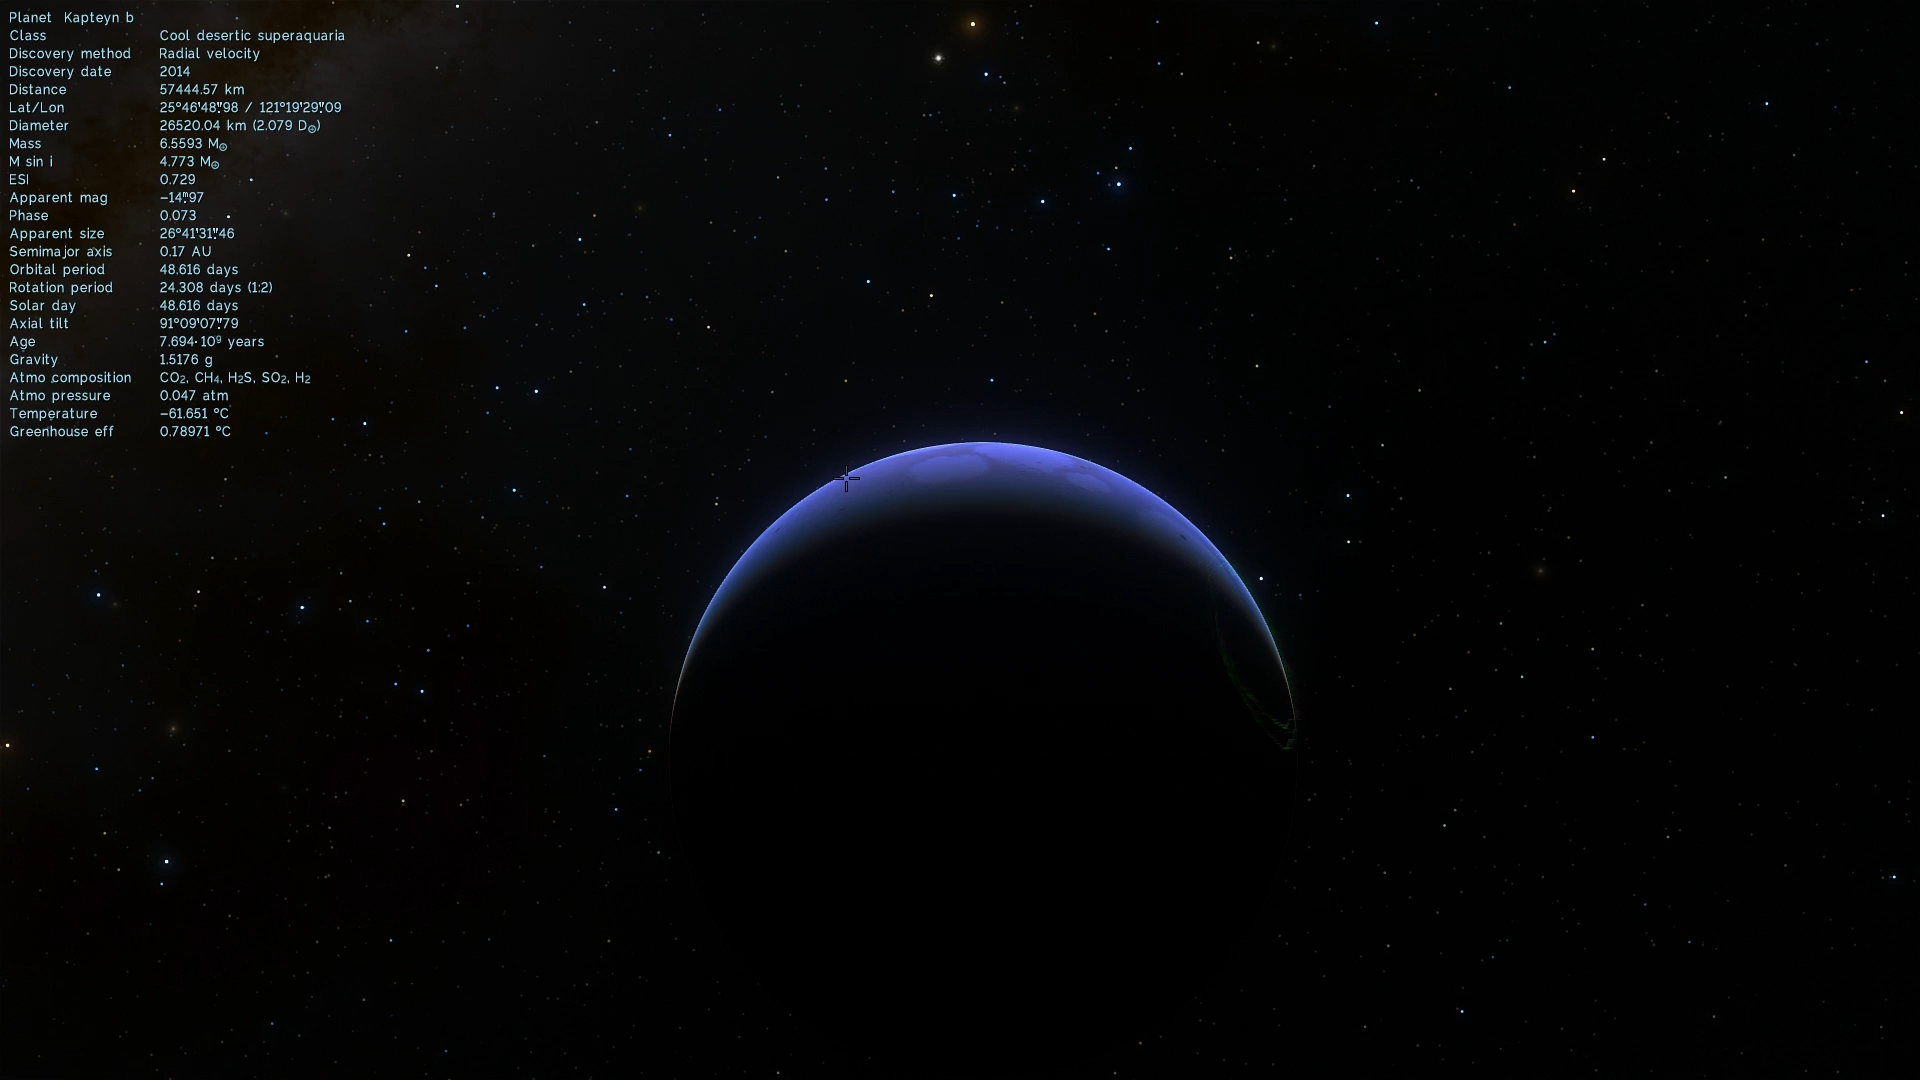 Planet Kapteyn b
Class Cool desertic superaquaria
Discovery method Radial velocity
Discovery date 2014
Distance 57444.57 km
Lat/Lon 25°46'48"98 / 121°19'29"09
Diameter 26520.04 km (2.079 D⊕)
Mass 6.5593 M⊕
M sin i 4.773 M⊕
ESI 0.729
Apparent mag −14ᵐ97
Phase 0.073
Apparent size 26°41'31"46
Semimajor axis 0.17 AU
Orbital period 48.616 days
Rotation period 24.308 days (1:2)
Solar day 48.616 days
Axial tilt 91°09'07"79
Age 7.694·10⁹ years
Gravity 1.5176 g
Atmo composition CO₂, CH₄, H₂S, SO₂, H₂
Atmo pressure 0.047 atm
Temperature −61.651 °C
Greenhouse eff 0.78971 °C